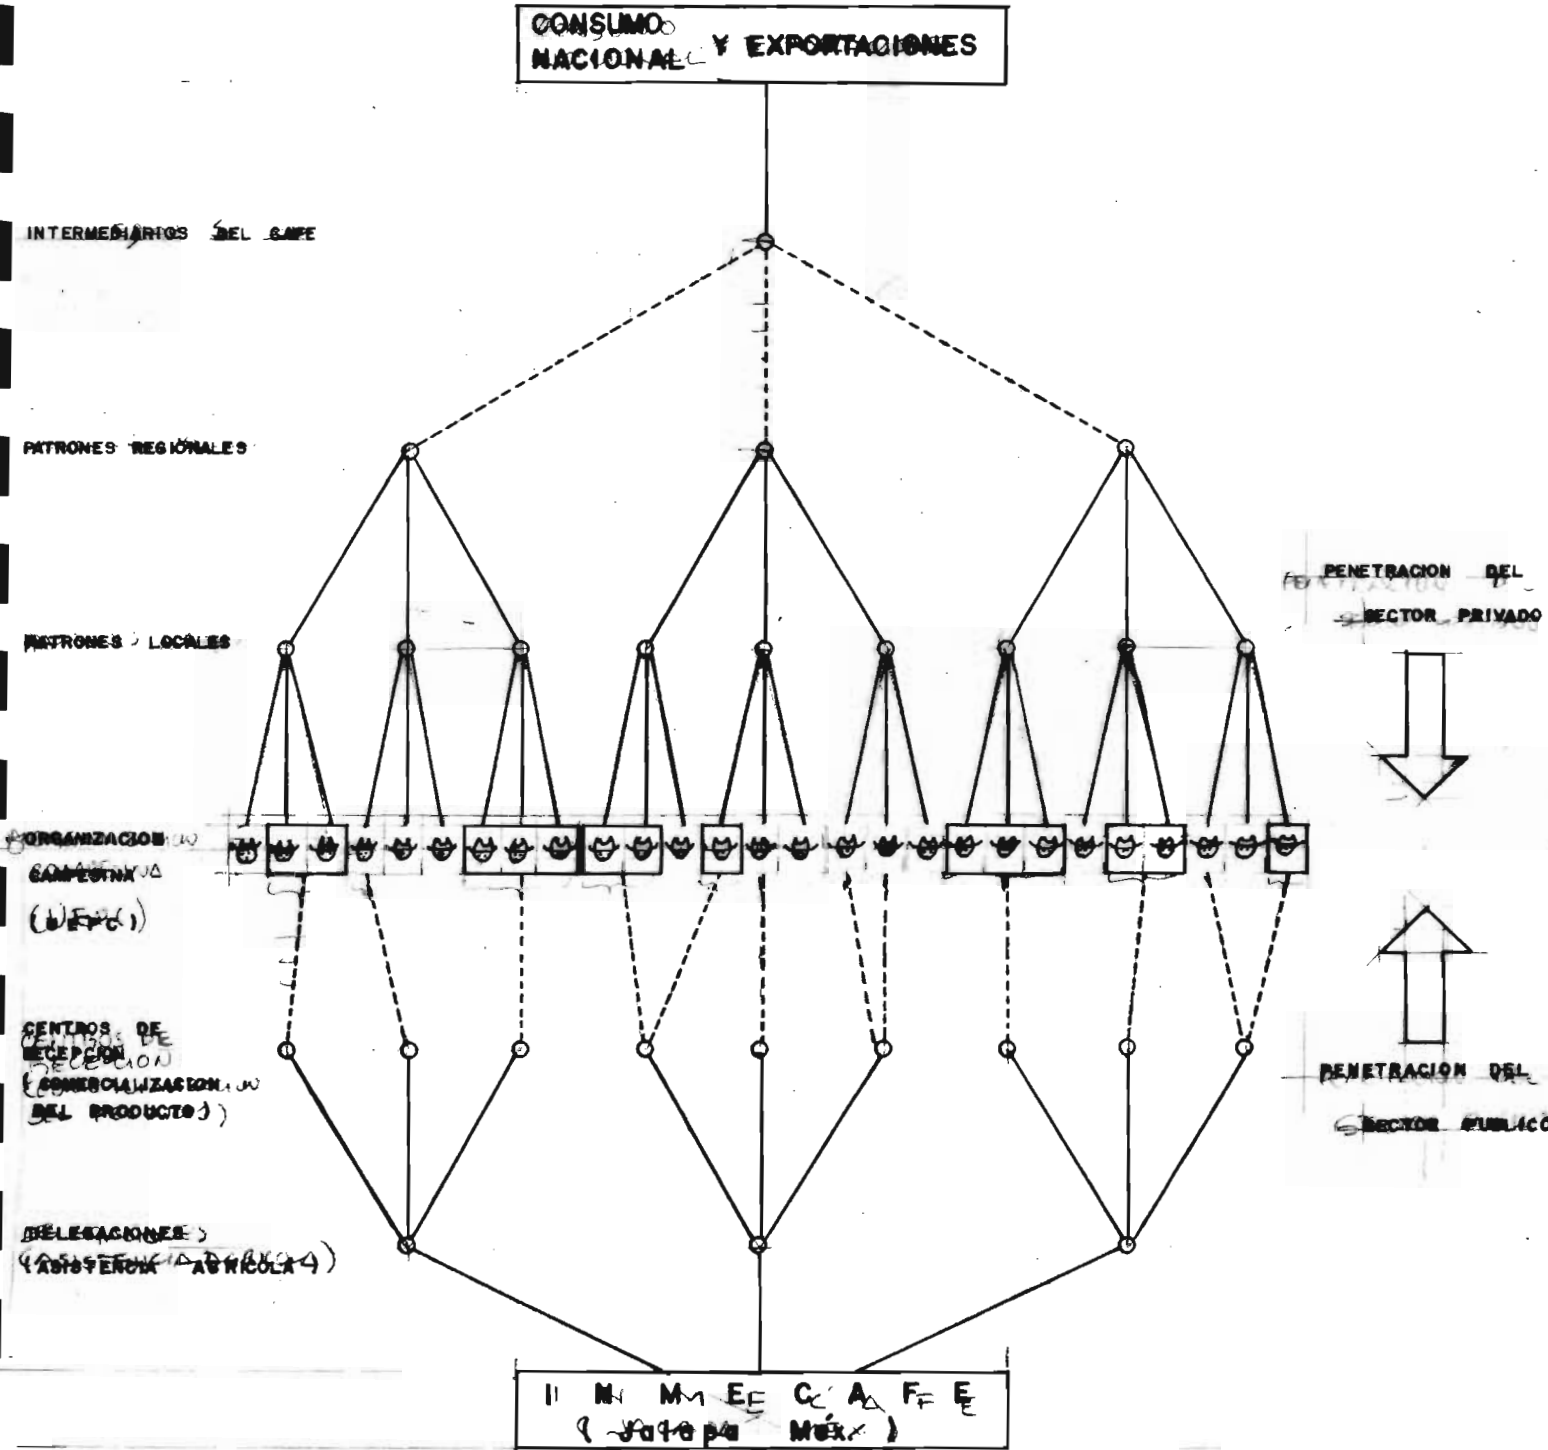 CONSUMO
NACIONAL Y EXPORTACIONES
INTERMEDIARIOS DEL CAFE
PATRONES REGIONALES
PENETRACION DEL
SECTOR PRIVADO
PATRONES LOCALES
ORGANIZACION
CAMPESINA
(UEPC)
CENTROS DE
RECEPCION
(COMERCIALIZACION
DEL PRODUCTO)
PENETRACION DEL
SECTOR PUBLICO
DELEGACIONES
(ASISTENCIA AGRICOLA)
I N M E C A F E
( Jalapa Méx. )